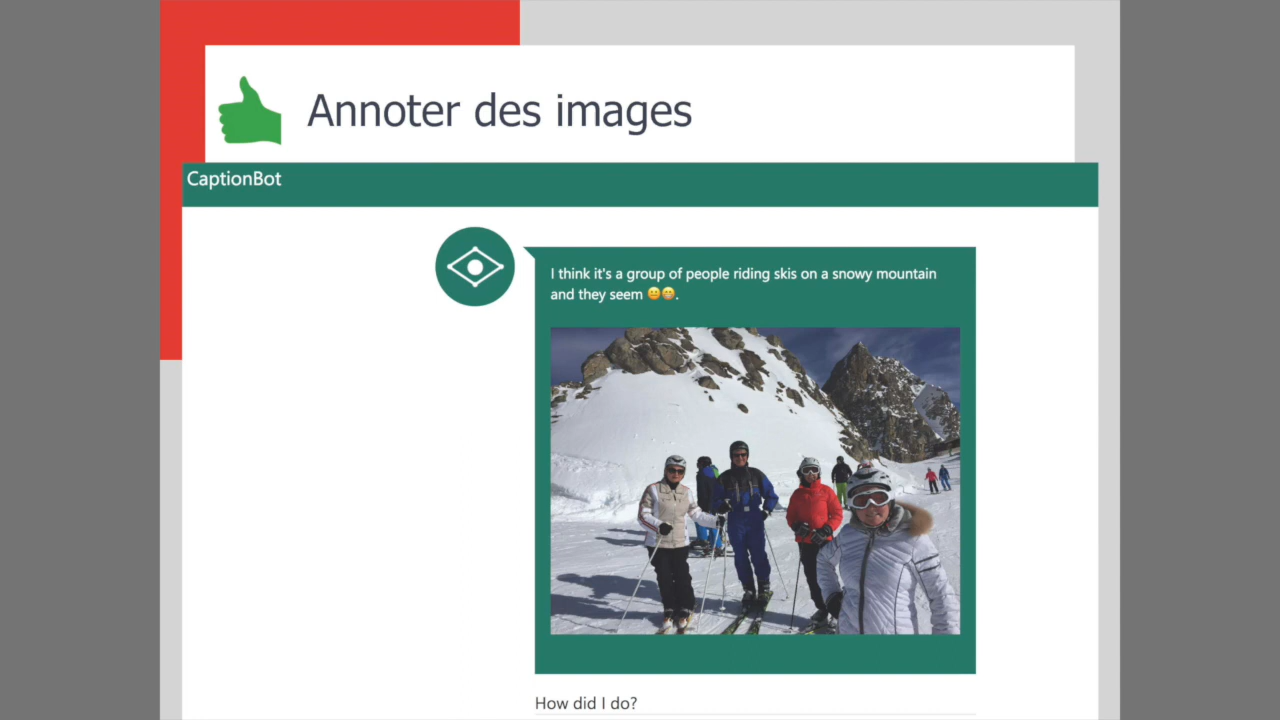 Annoter des images
CaptionBot
I think it's a group of people riding skis on a snowy mountain
and they seem 😐😁.
How did I do?